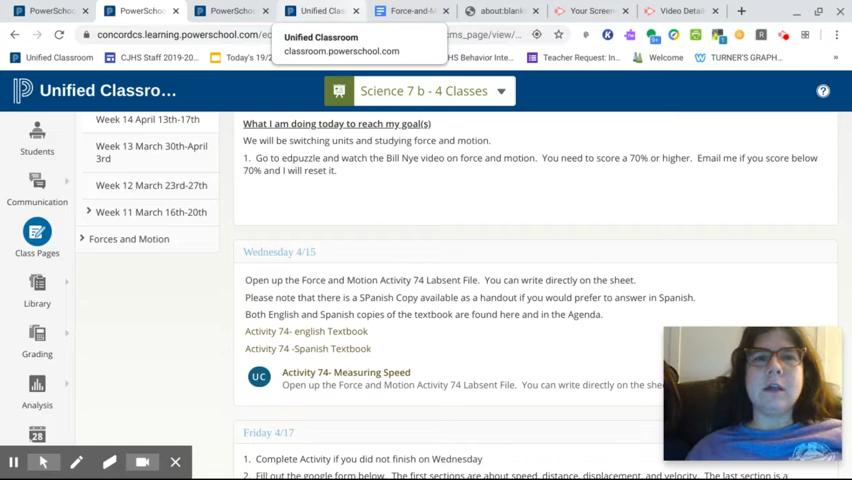 PowerSchoo
PowerSchoo
PowerSchoo
Unified Clas
Force-and-M
about:blank
Your Screen
Video Detai
concordcs.learning.powerschool.com/ec
cms_page/view/...
Unified Classroom
classroom.powerschool.com
Unified Classroom
CJHS Staff 2019-20...
Today's 19/2
HS Behavior Inte...
Teacher Request for...
Welcome
TURNER'S GRAPH...
Unified Classro...
Science 7 b - 4 Classes
Students
Communication
Class Pages
Library
Grading
Analysis
28
Week 14 April 13th-17th
Week 13 March 30th-April
3rd
Week 12 March 23rd-27th
Week 11 March 16th-20th
Forces and Motion
What I am doing today to reach my goal(s)
We will be switching units and studying force and motion.
1. Go to edpuzzle and watch the Bill Nye video on force and motion. You need to score a 70% or higher. Email me if you score below
70% and I will reset it.
Wednesday 4/15
Open up the Force and Motion Activity 74 Labsent File. You can write directly on the sheet.
Please note that there is a SPanish Copy available as a handout if you would prefer to answer in Spanish.
Both English and Spanish copies of the textbook are found here and in the Agenda.
Activity 74- english Textbook
Activity 74 -Spanish Textbook
UC
Activity 74- Measuring Speed
Open up the Force and Motion Activity 74 Labsent File. You can write directly on the shee
Friday 4/17
1. Complete Activity if you did not finish on Wednesday
2. Fill out the google form below. The first sections are about speed, distance, displacement, and velocity. The last section is a